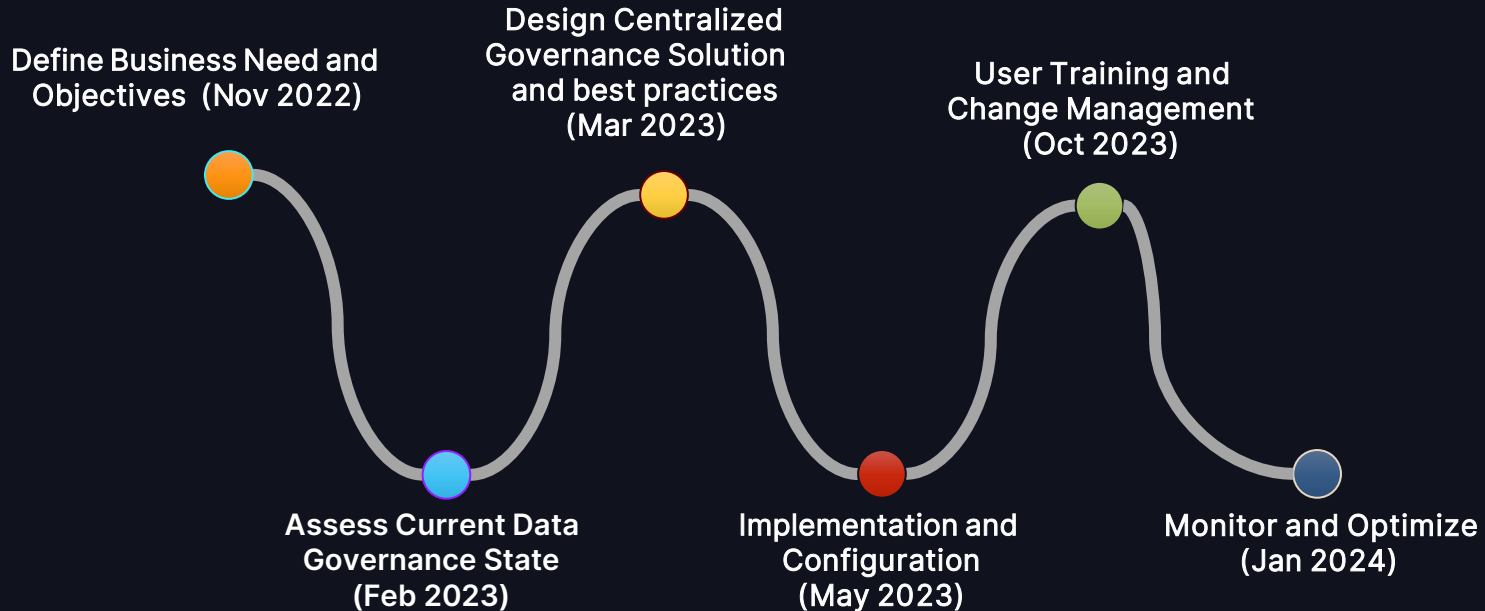 Define Business Need and
Objectives  (Nov 2022)
Assess Current Data
Governance State
(Feb 2023)
Design Centralized
Governance Solution
and best practices
(Mar 2023)
Implementation and
Configuration
(May 2023)
User Training and
Change Management
(Oct 2023)
Monitor and Optimize
(Jan 2024)